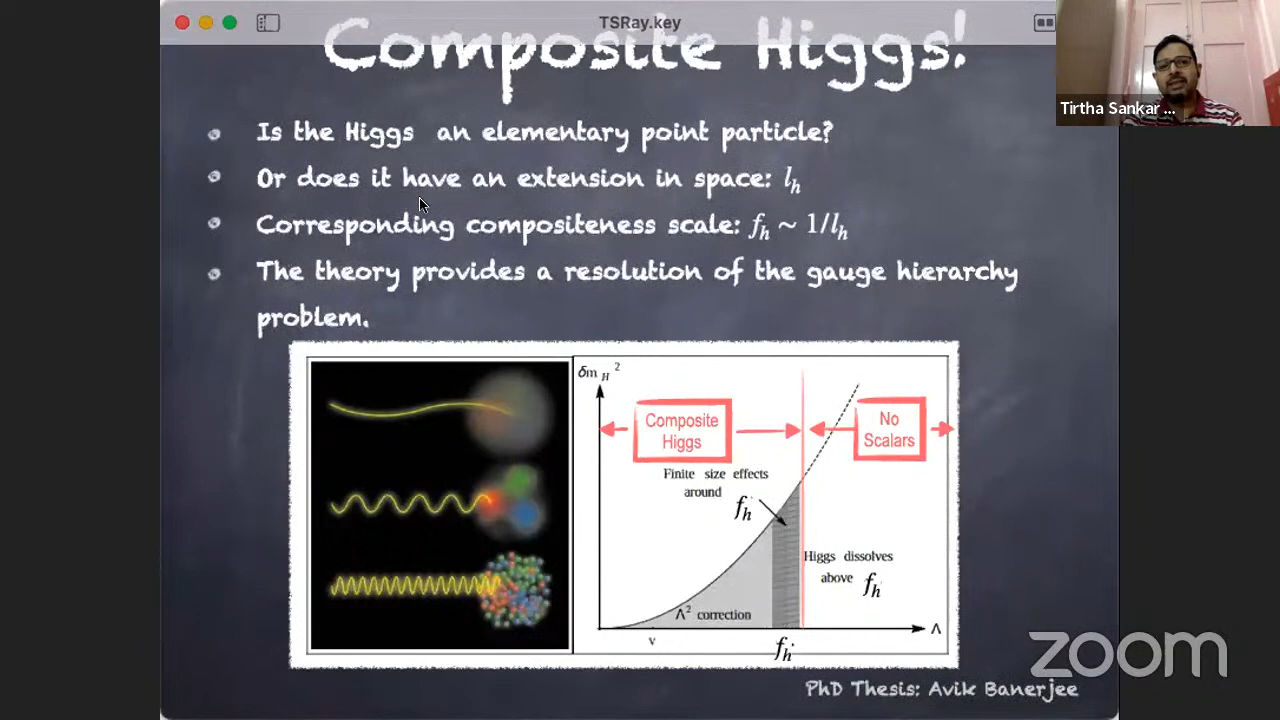 TSRay.key
Composite Higgs!
Tirtha Sankar ...
Is the Higgs an elementary point particle?
Or does it have an extension in space: lₕ
Corresponding compositeness scale: fₕ ~ 1/lₕ
The theory provides a resolution of the gauge hierarchy
problem.
δm_H²
Composite
Higgs
No
Scalars
Finite size effects
around
fₕ
Higgs dissolves
above fₕ
Λ² correction
v
fₕ
Λ
zoom
PhD Thesis: Avik Banerjee